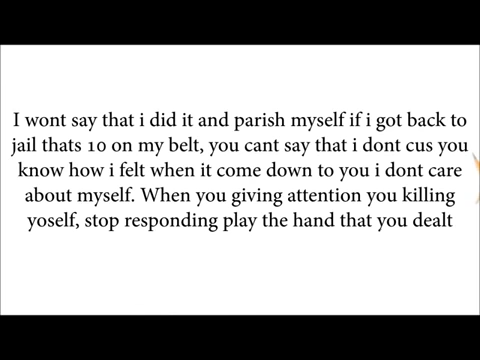 I wont say that i did it and parish myself if i got back to
jail thats 10 on my belt, you cant say that i dont cus you
know how i felt when it come down to you i dont care
about myself. When you giving attention you killing
yoself, stop responding play the hand that you dealt